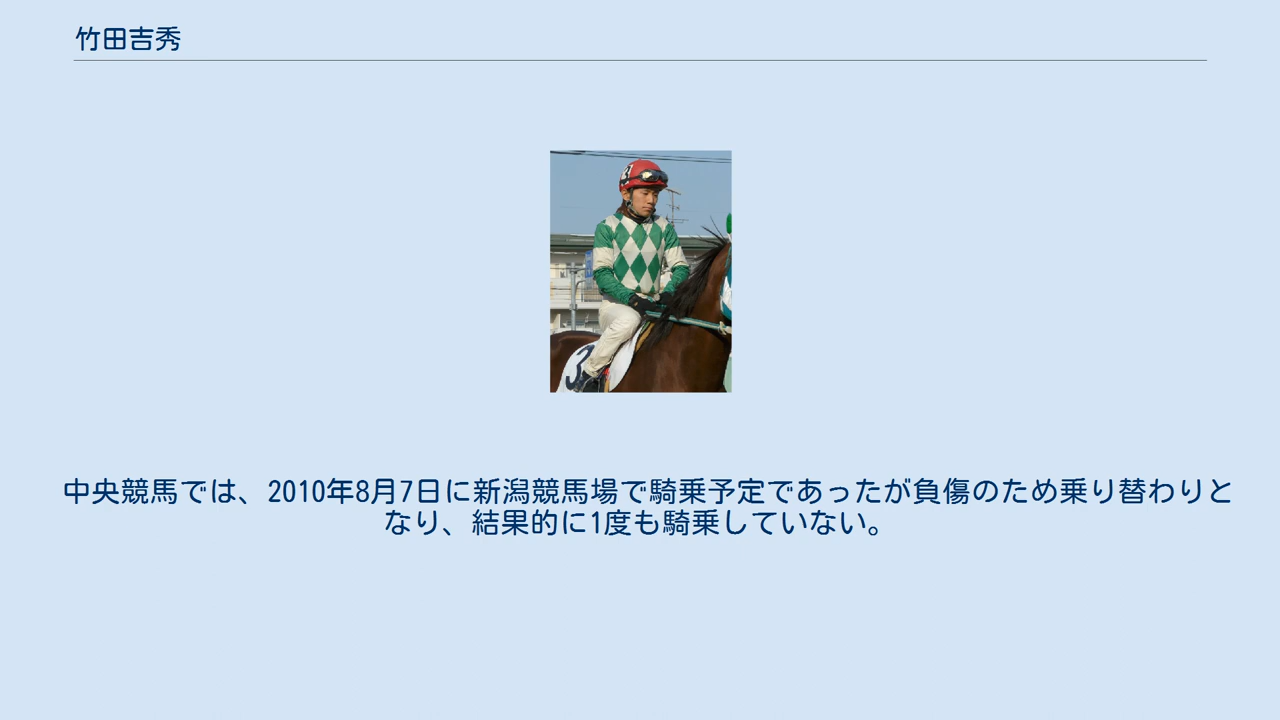 竹田吉秀
3
中央競馬では、2010年8月7日に新潟競馬場で騎乗予定であったが負傷のため乗り替わりと
なり、結果的に1度も騎乗していない。